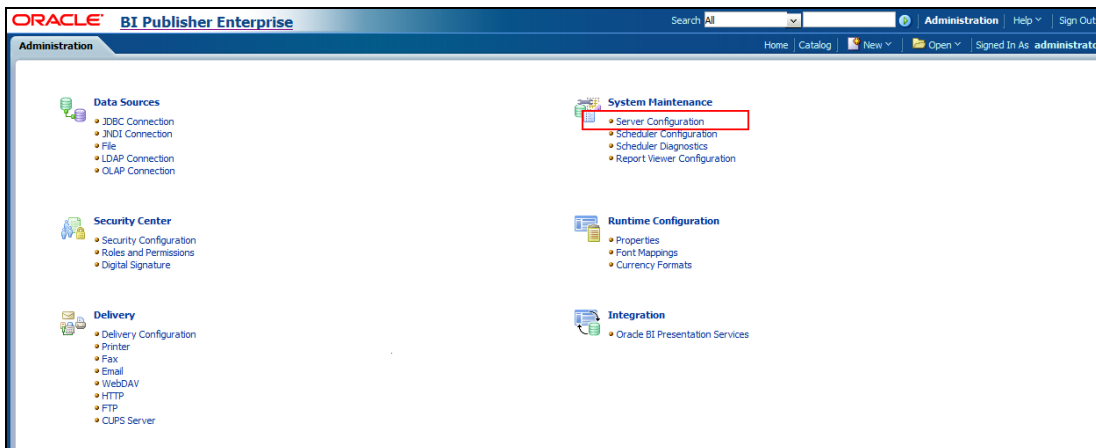 ORACLE BI Publisher Enterprise
Search All
Administration Help Sign Out
Administration
Home Catalog New Open Signed In As administrato
Data Sources
JDBC Connection
JNDI Connection
File
LDAP Connection
OLAP Connection
System Maintenance
Server Configuration
Scheduler Configuration
Scheduler Diagnostics
Report Viewer Configuration
Security Center
Security Configuration
Roles and Permissions
Digital Signature
Runtime Configuration
Properties
Font Mappings
Currency Formats
Delivery
Delivery Configuration
Printer
Fax
Email
WebDAV
HTTP
FTP
CUPS Server
Integration
Oracle BI Presentation Services